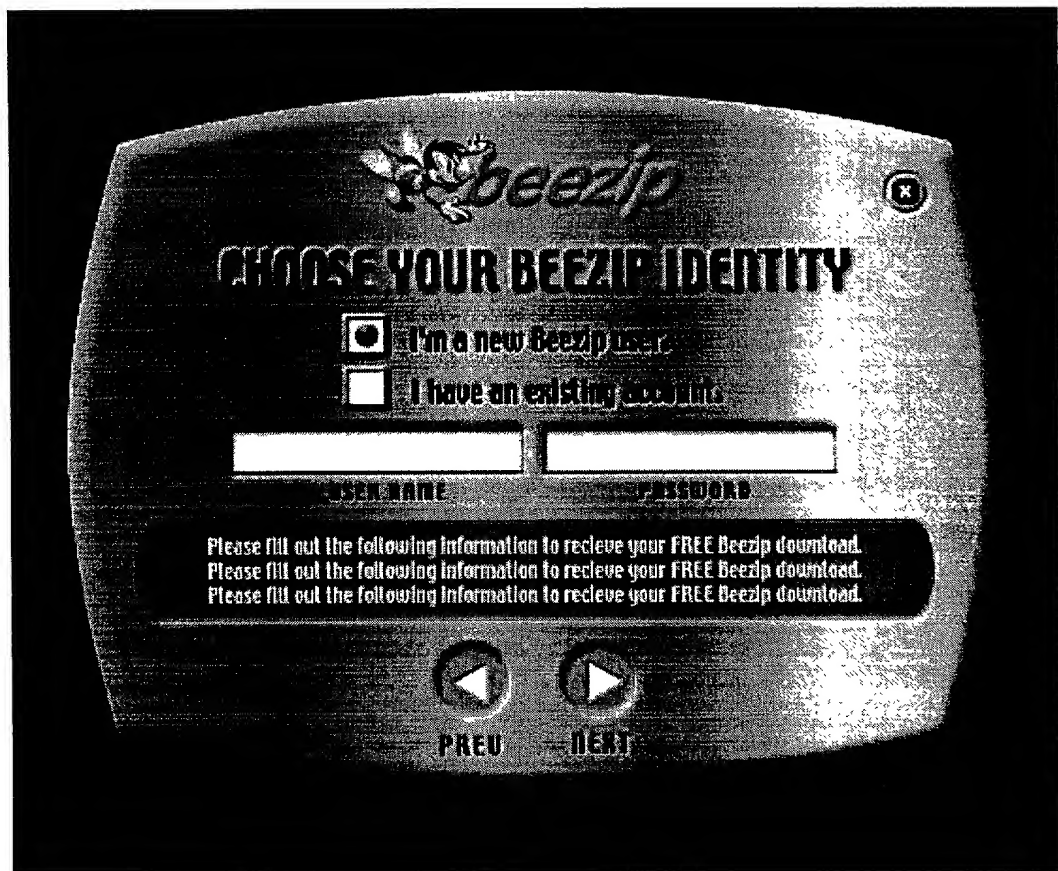 beezip
CHOOSE YOUR BEEZIP IDENTITY
I'm a new Beezip user.
I have an existing account.
USER NAME PASSWORD
Please fill out the following information to recieve your FREE Beezip download.
Please fill out the following information to recieve your FREE Beezip download.
Please fill out the following information to recieve your FREE Beezip download.
PREV NEXT